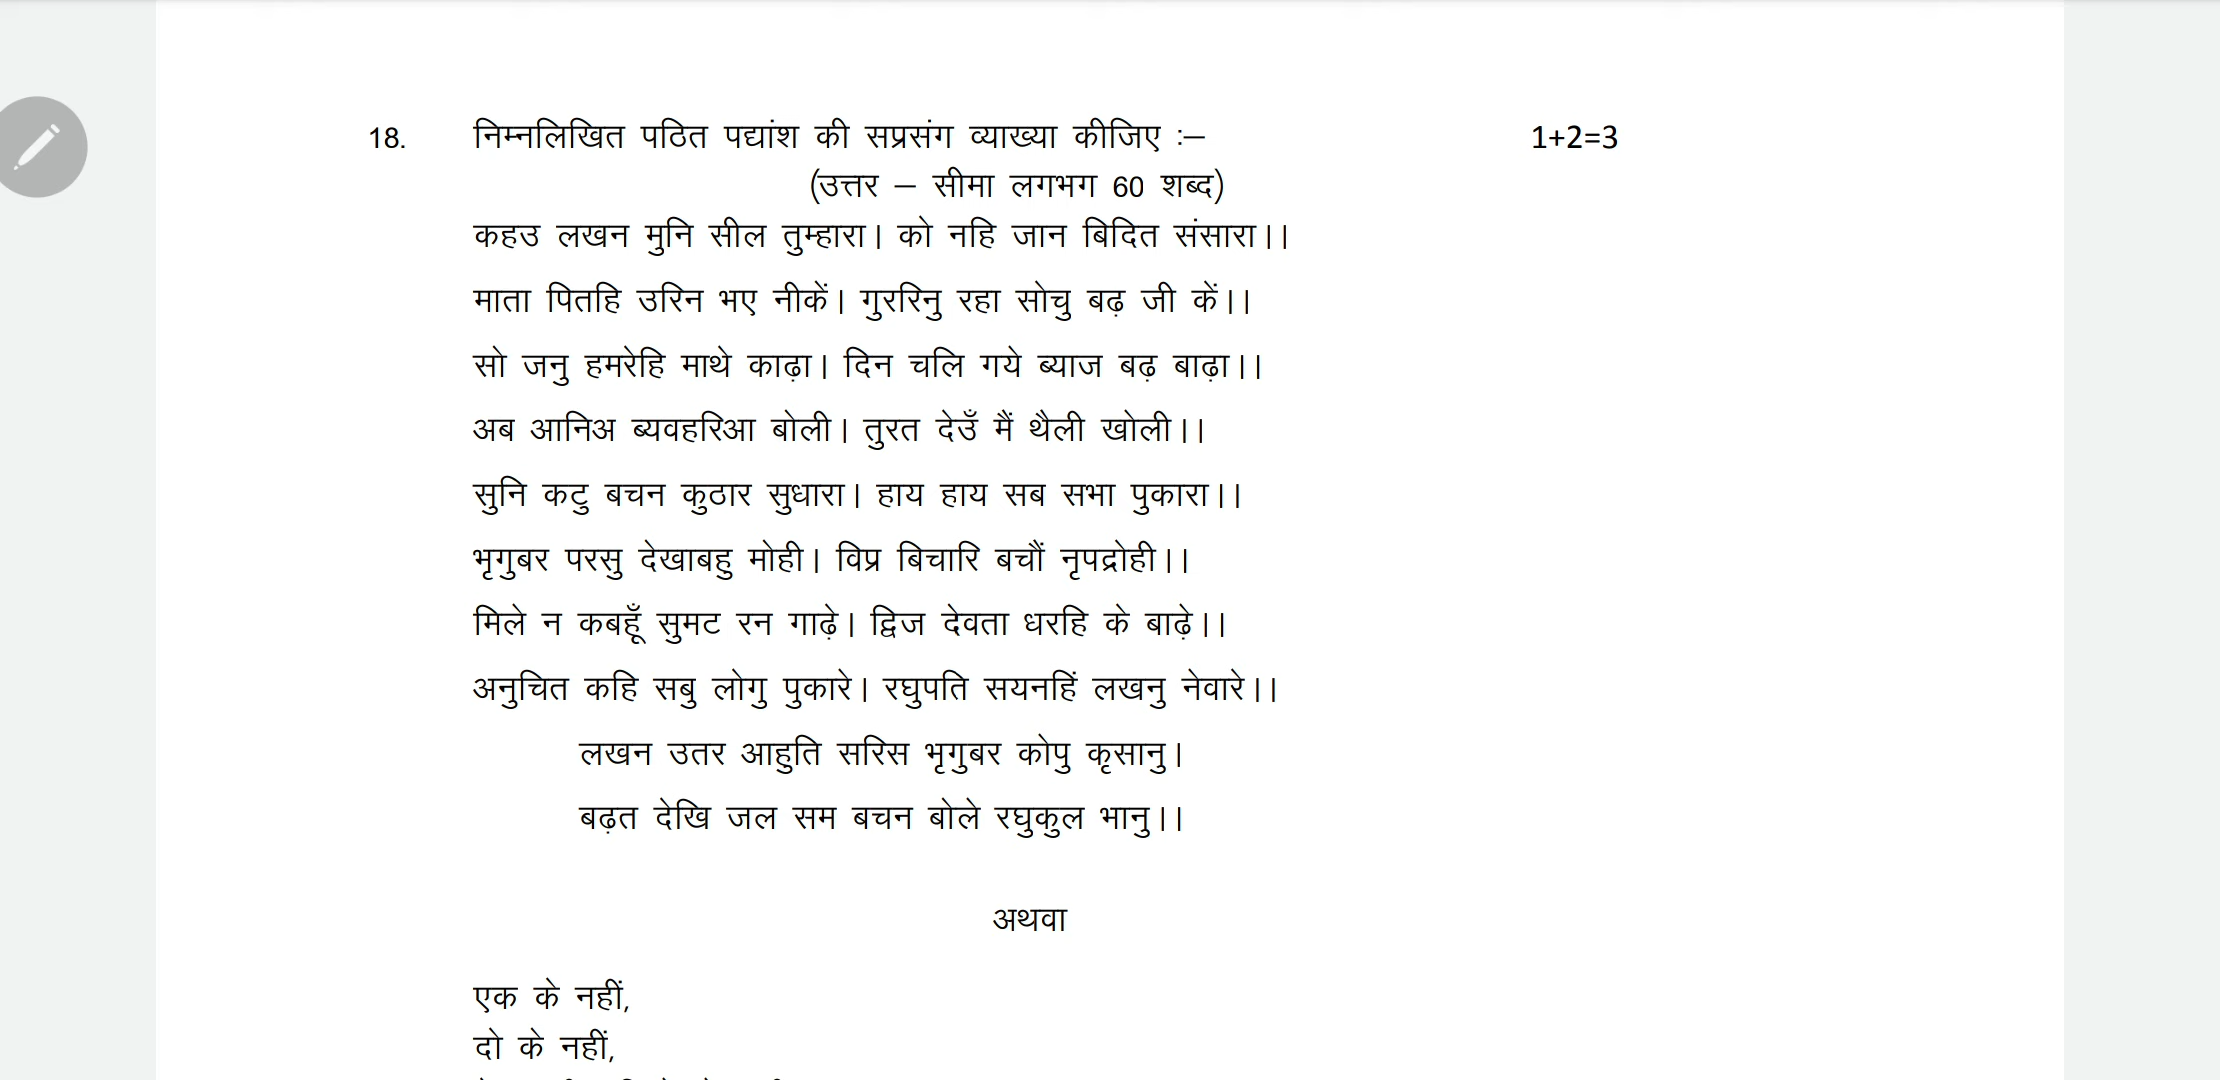 18. निम्नलिखित पठित पद्यांश की सप्रसंग व्याख्या कीजिए :– 1+2=3
(उत्तर – सीमा लगभग 60 शब्द)
कहउ लखन मुनि सील तुम्हारा। को नहि जान बिदित संसारा।।
माता पितहि उरिन भए नीकें। गुररिनु रहा सोचु बढ़ जी कें।।
सो जनु हमरेहि माथे काढ़ा। दिन चलि गये ब्याज बढ़ बाढ़ा।।
अब आनिअ ब्यवहरिआ बोली। तुरत देउँ मैं थैली खोली।।
सुनि कटु बचन कुठार सुधारा। हाय हाय सब सभा पुकारा।।
भृगुबर परसु देखाबहु मोही। विप्र बिचारि बचौं नृपद्रोही।।
मिले न कबहूँ सुमट रन गाढ़े। द्विज देवता धरहि के बाढ़े।।
अनुचित कहि सबु लोगु पुकारे। रघुपति सयनहिं लखनु नेवारे।।
लखन उतर आहुति सरिस भृगुबर कोपु कृसानु।
बढ़त देखि जल सम बचन बोले रघुकुल भानु।।
अथवा
एक के नहीं,
दो के नहीं,